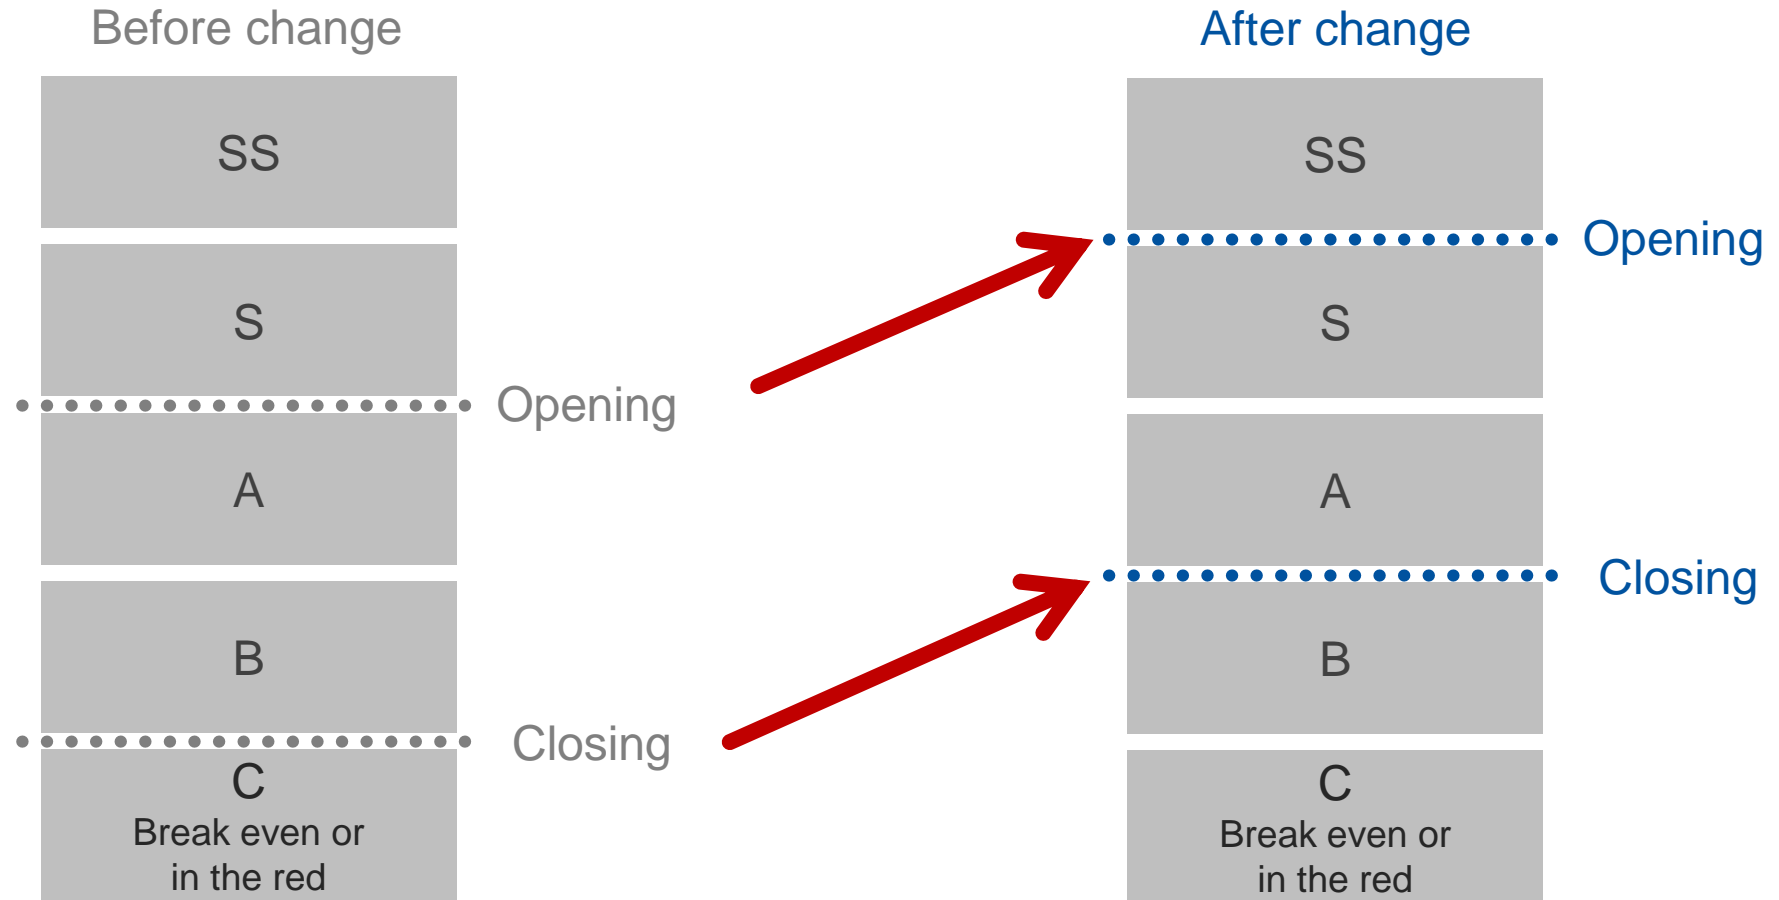 Before change
SS
S
Opening
A
B
Closing
C
Break even or
in the red
After change
SS
Opening
S
A
Closing
B
C
Break even or
in the red